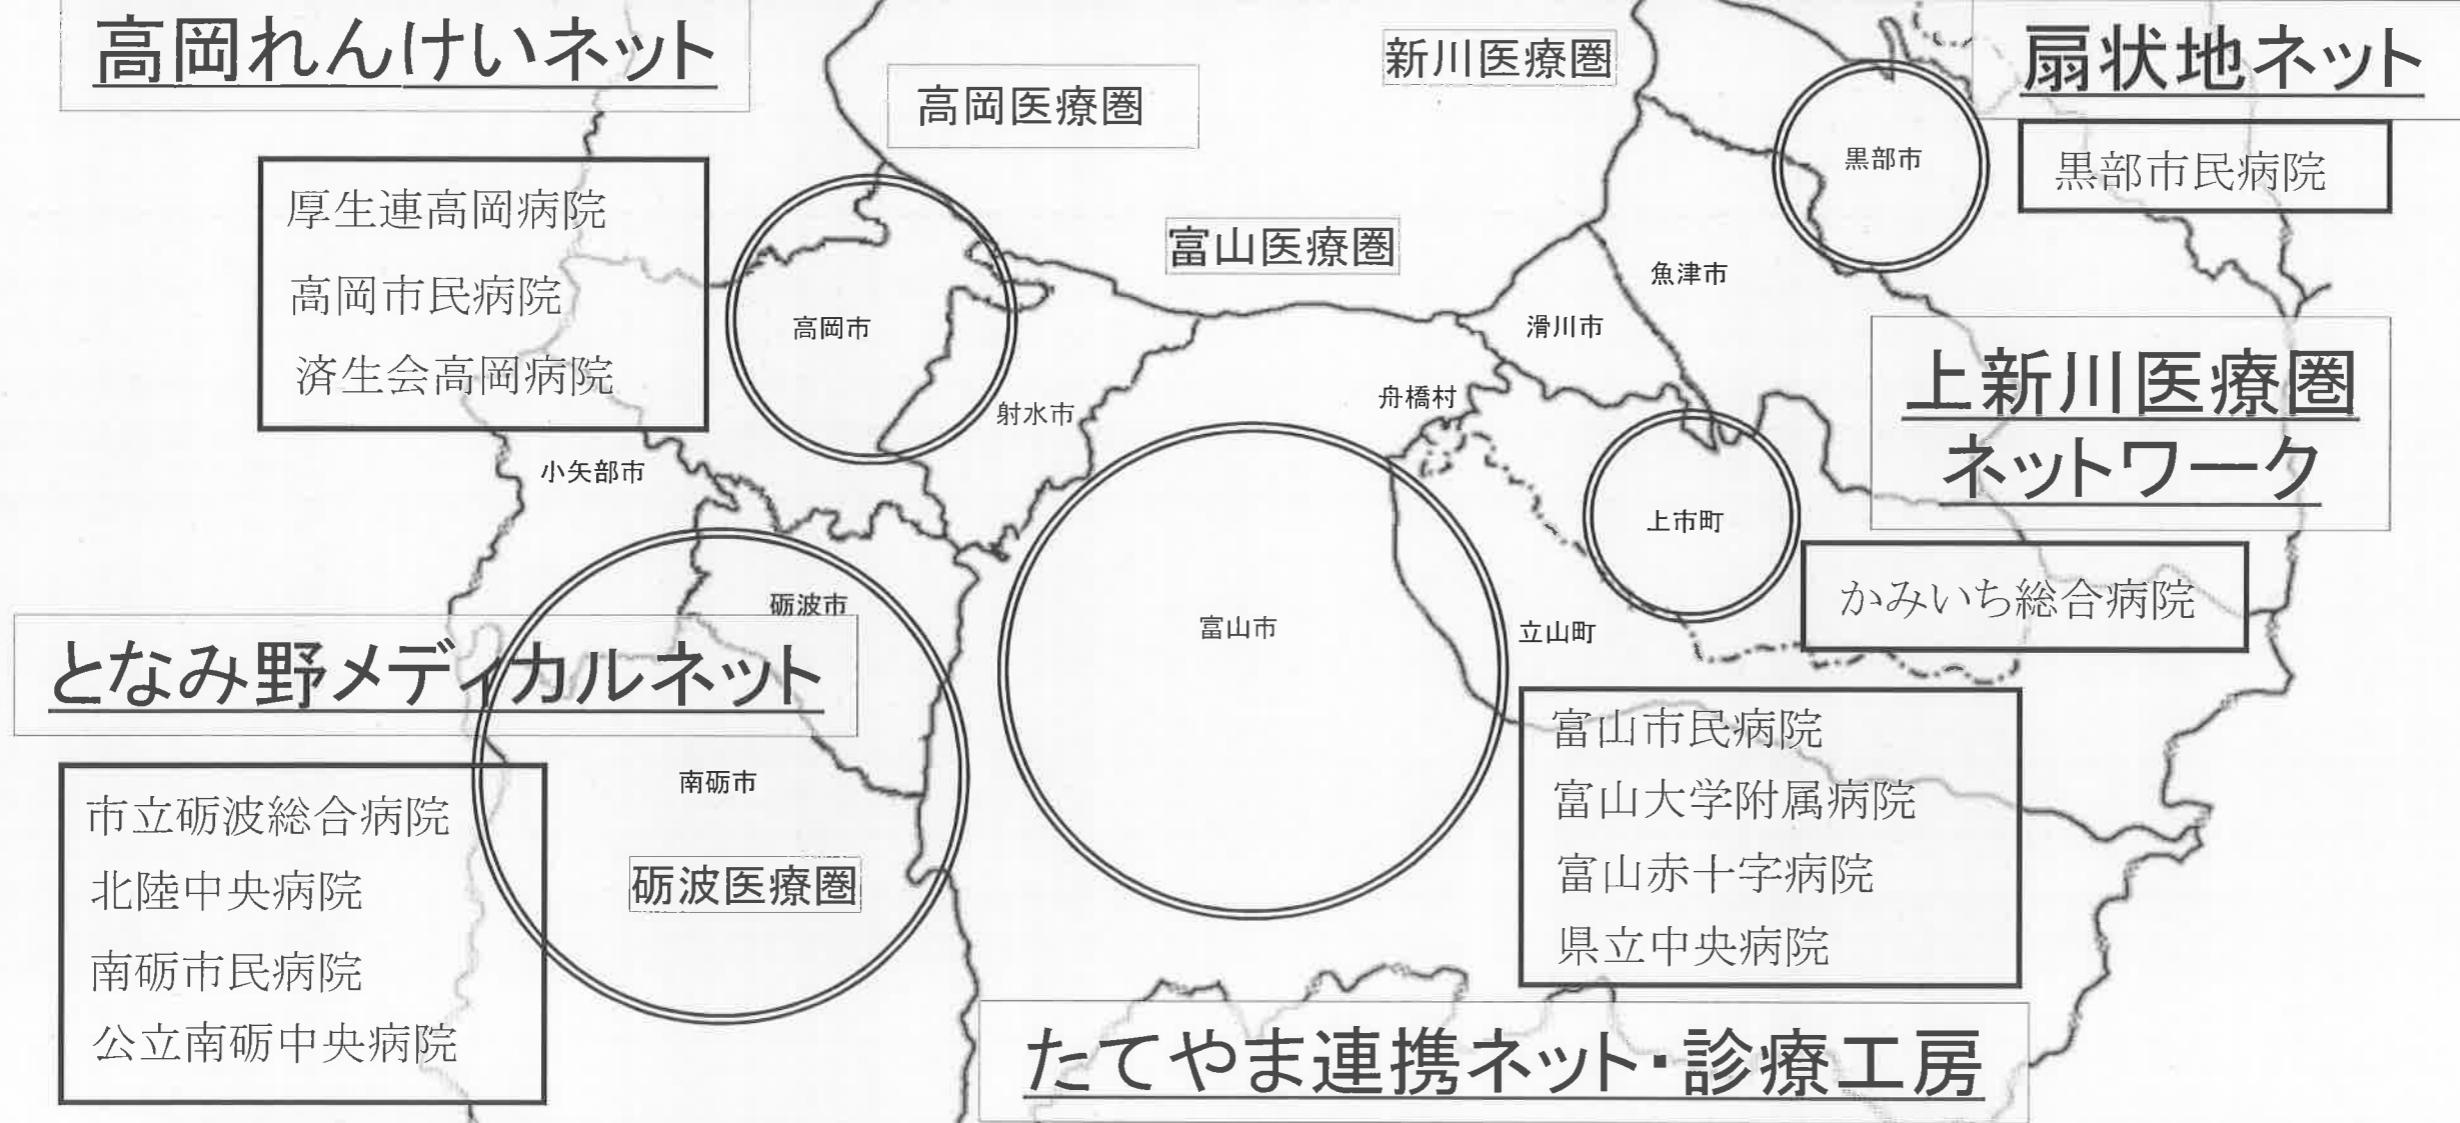 高岡れんけいネット
高岡医療圏
新川医療圏
扇状地ネット
黒部市
黒部市民病院
厚生連高岡病院
高岡市民病院
済生会高岡病院
富山医療圏
魚津市
滑川市
高岡市
射水市
舟橋村
上新川医療圏
ネットワーク
小矢部市
上市町
かみいち総合病院
砺波市
富山市
立山町
となみ野メディカルネット
南砺市
砺波医療圏
市立砺波総合病院
北陸中央病院
南砺市民病院
公立南砺中央病院
富山市民病院
富山大学附属病院
富山赤十字病院
県立中央病院
たてやま連携ネット・診療工房